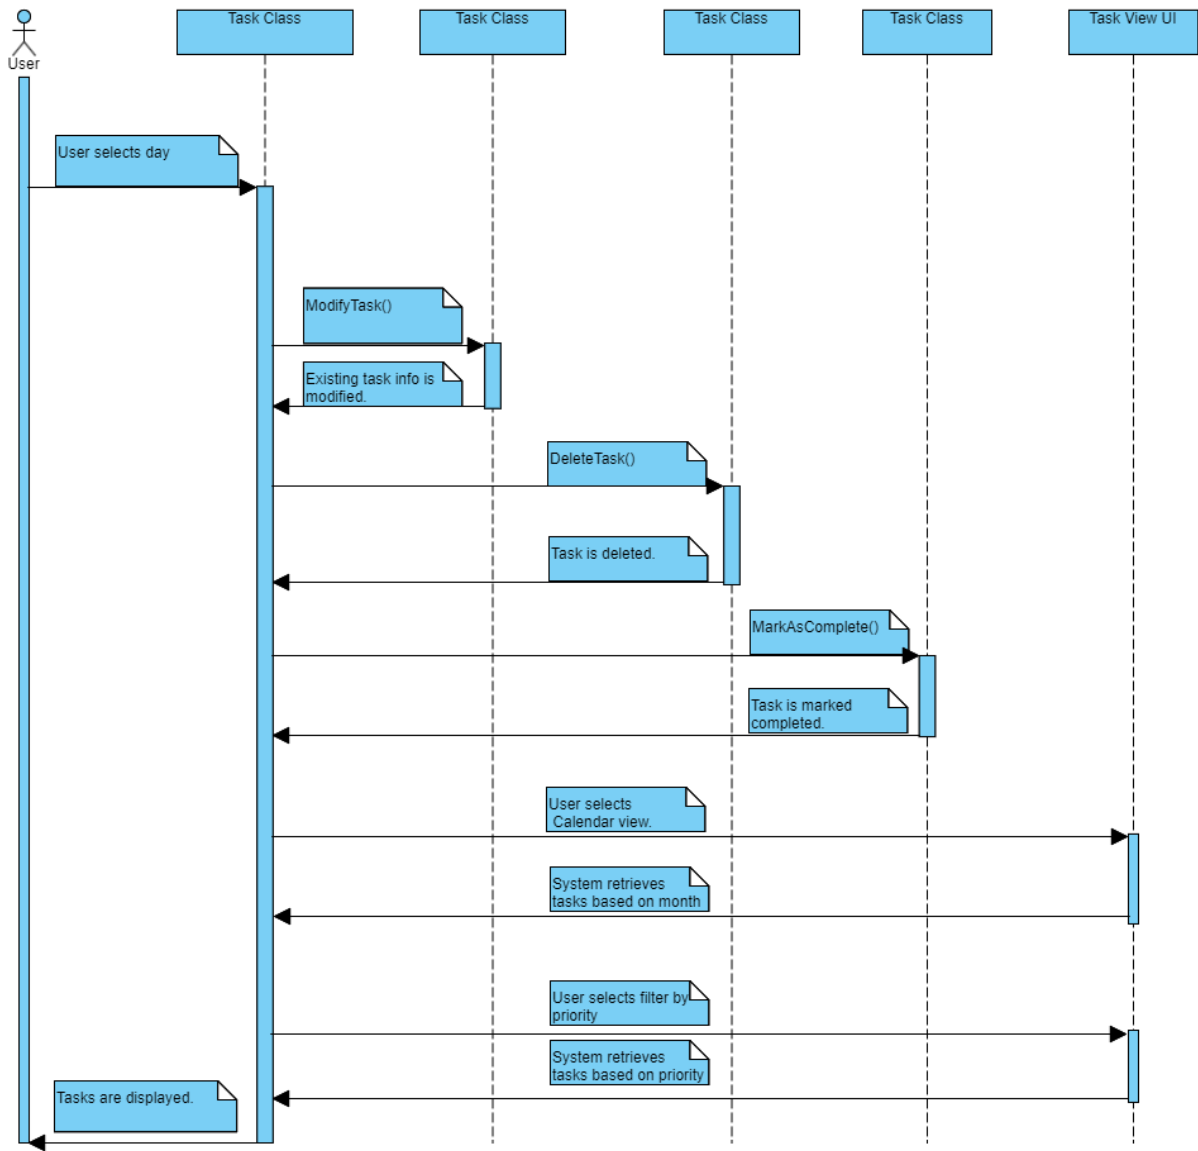 Task Class
Task Class
Task Class
Task Class
Task View UI
User
User selects day
ModifyTask()
Existing task info is
modified.
DeleteTask()
Task is deleted.
MarkAsComplete()
Task is marked
completed.
User selects
Calendar view.
System retrieves
tasks based on month
User selects filter by
priority
System retrieves
tasks based on priority
Tasks are displayed.